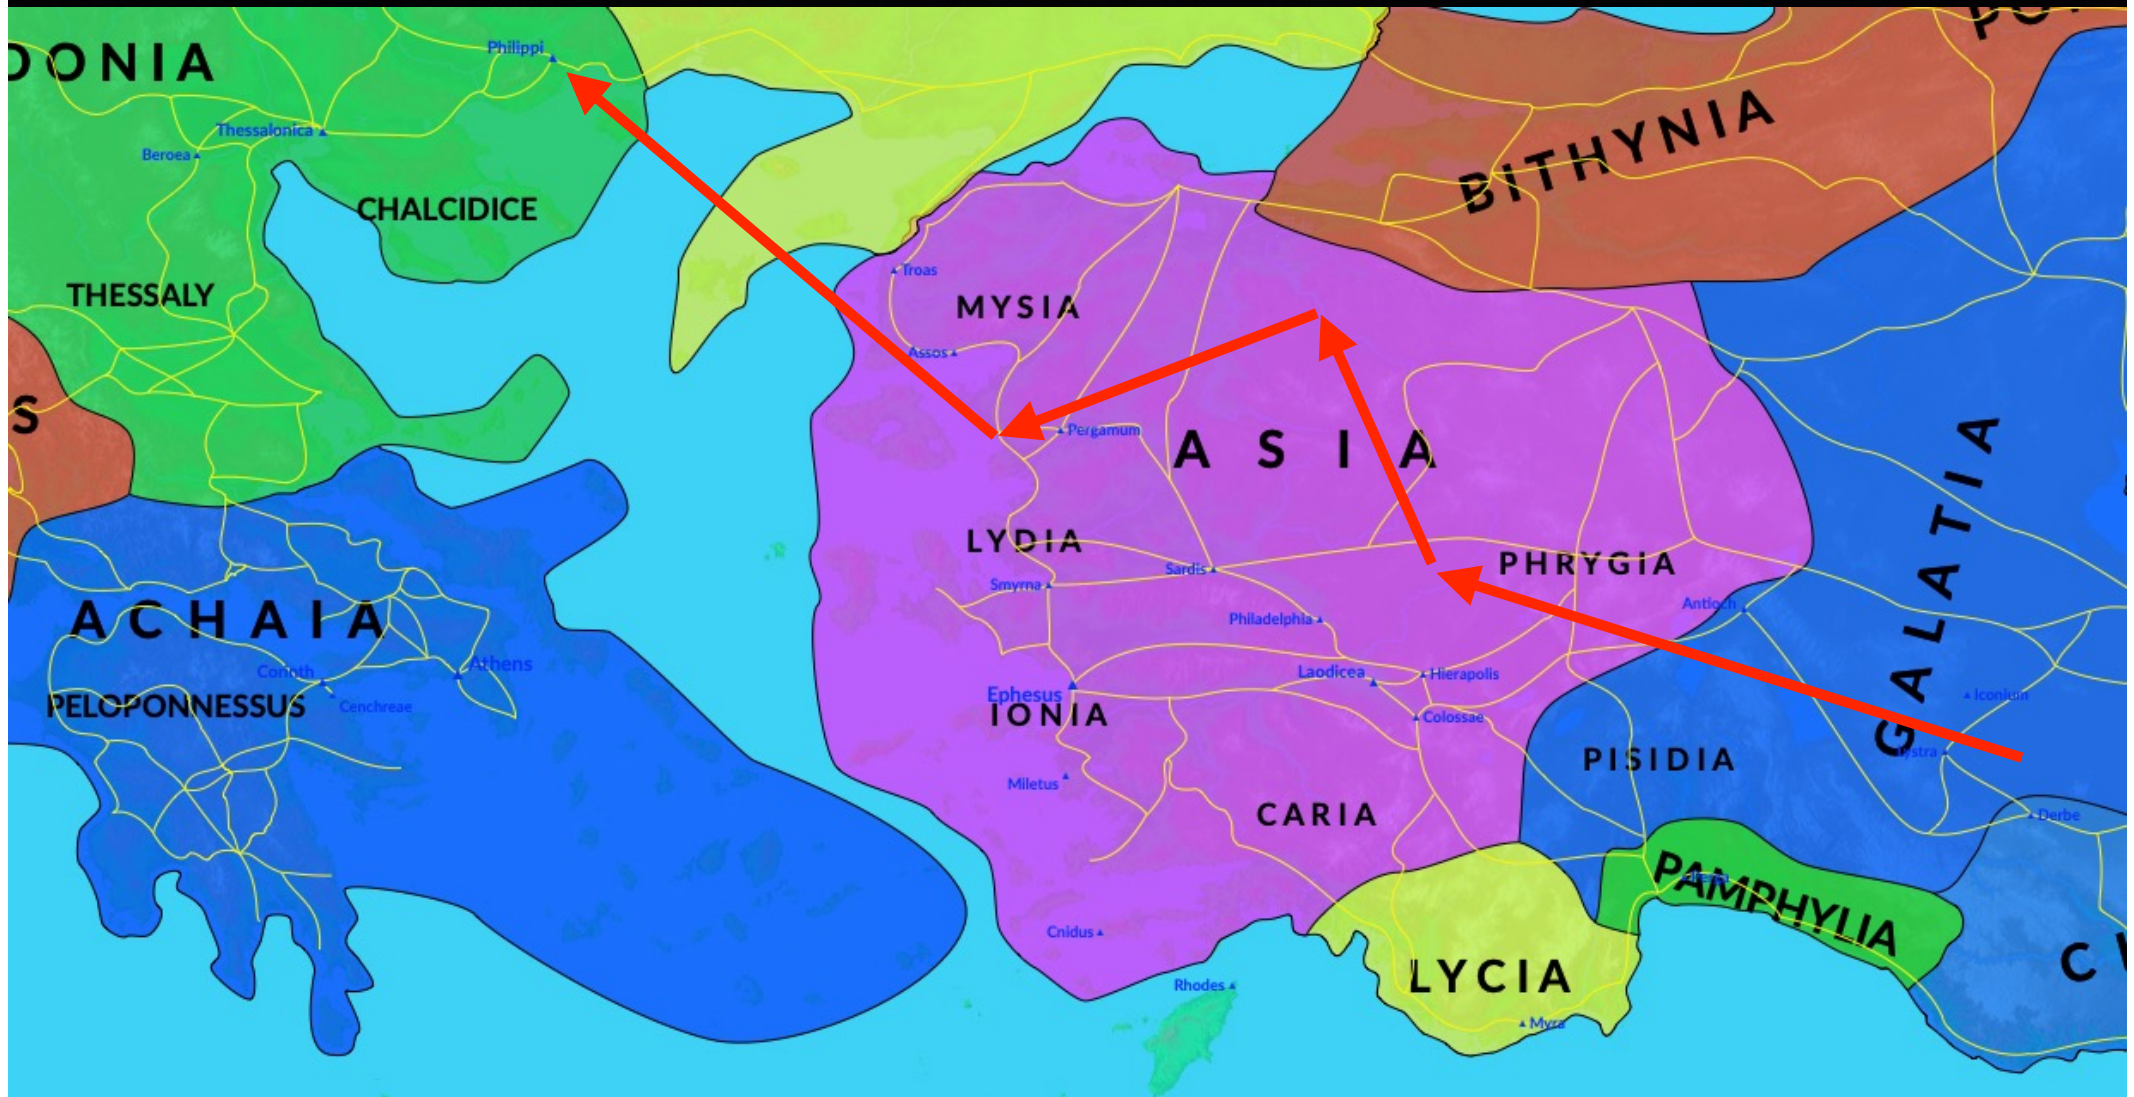 DONIA
Philippi
Thessalonica
Beroea
CHALCIDICE
THESSALY
S
ACHAIA
Corinth
Athens
PELOPONNESSUS
Cenchreae
Troas
MYSIA
Assos
Pergamum
ASIA
LYDIA
Smyrna
Sardis
PHRYGIA
Philadelphia
Laodicea
Hierapolis
Ephesus
IONIA
Colossae
Miletus
CARIA
Cnidus
Rhodes
BITHYNIA
GALATIA
Antioch
Iconium
Lystra
PISIDIA
Derbe
PAMPHYLIA
LYCIA
Myra
C